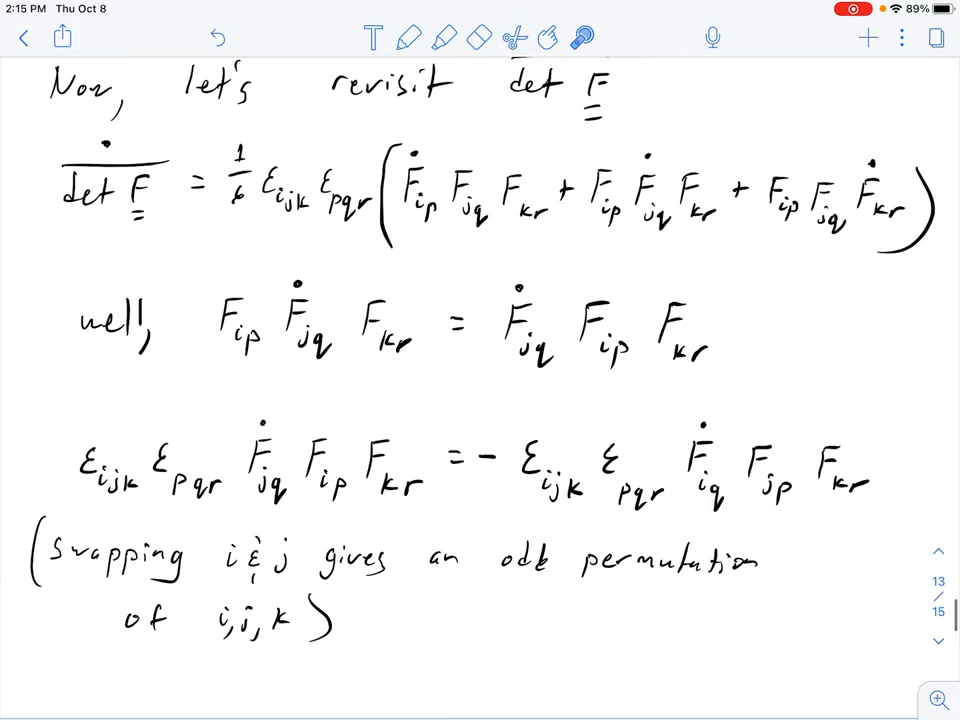 2:15 PM Thu Oct 8 89%
T
Now, let's revisit det F
det Ḟ = 1/6 ε_ijk ε_pqr ( Ḟ_ip F_jq F_kr + F_ip Ḟ_jq F_kr + F_ip F_jq Ḟ_kr )
well, F_ip Ḟ_jq F_kr = Ḟ_jq F_ip F_kr
ε_ijk ε_pqr Ḟ_jq F_ip F_kr = - ε_ijk ε_pqr Ḟ_iq F_jp F_kr
(Swapping i & j gives an odd permutation
of i, j, k)
13
/
15